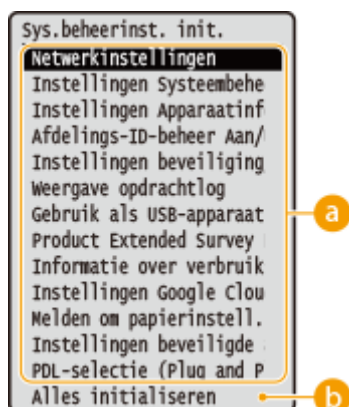 Sys.beheerinst. init.
Netwerkinstellingen
Instellingen Systeembehe
Instellingen Apparaatinf
Afdelings-ID-beheer Aan/
Instellingen beveiliging
Weergave opdrachtlog
Gebruik als USB-apparaat
a
Product Extended Survey
Informatie over verbruik
Instellingen Google Clou
Melden om papierinstell.
Instellingen beveiligde
PDL-selectie (Plug and P
Alles initialiseren
b